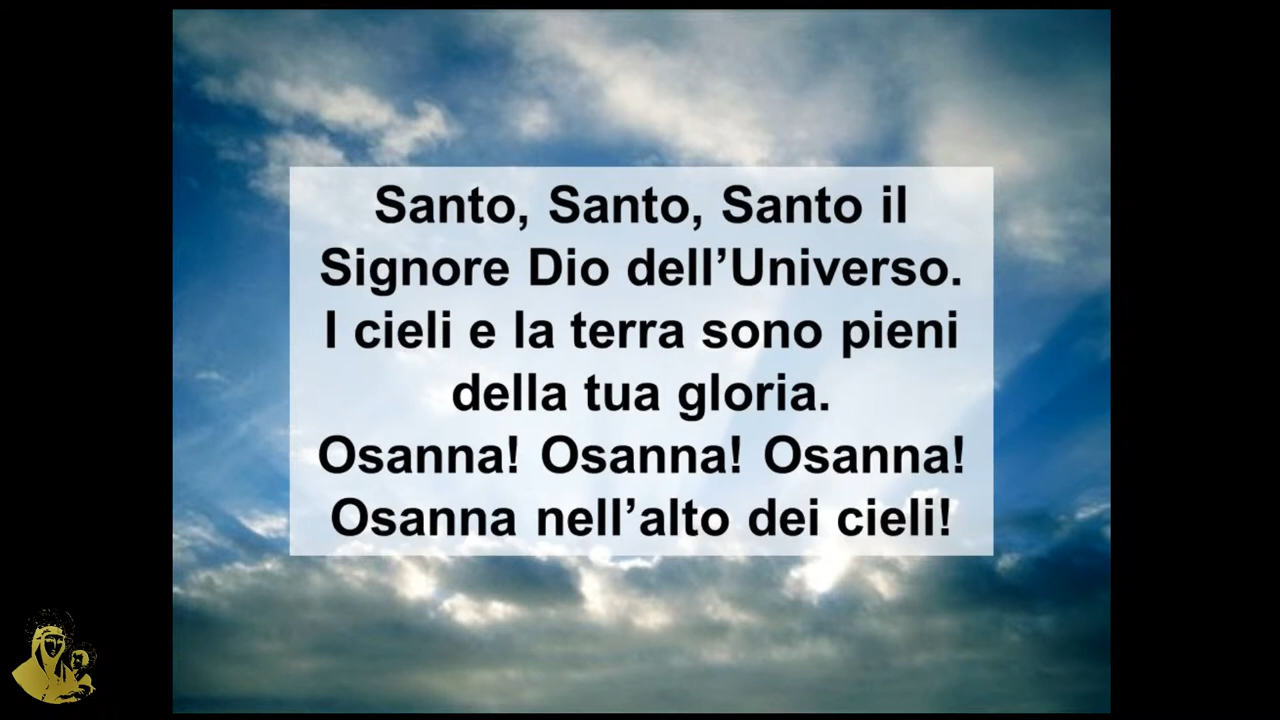 Santo, Santo, Santo il
Signore Dio dell’Universo.
I cieli e la terra sono pieni
della tua gloria.
Osanna! Osanna! Osanna!
Osanna nell’alto dei cieli!